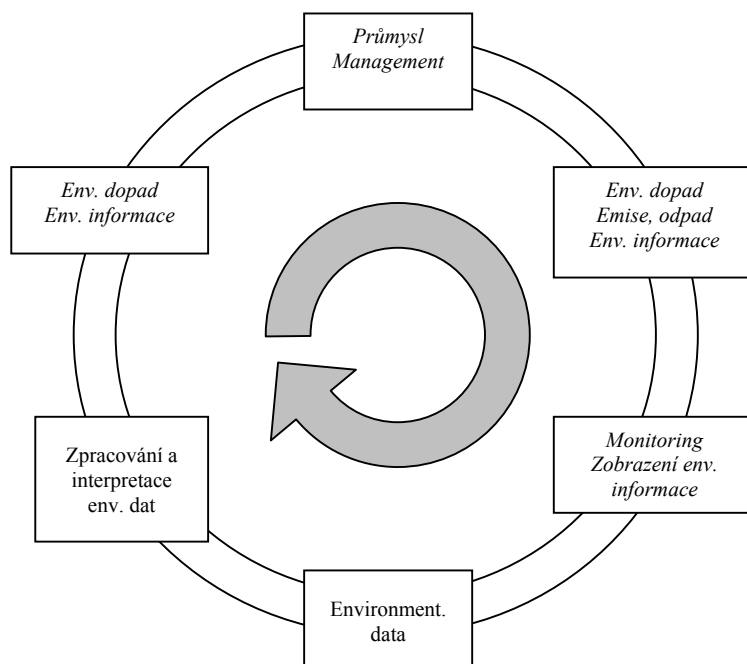 Průmysl
Management
Env. dopad
Env. informace
Env. dopad
Emise, odpad
Env. informace
Zpracování a
interpretace
env. dat
Monitoring
Zobrazení env.
informace
Environment.
data